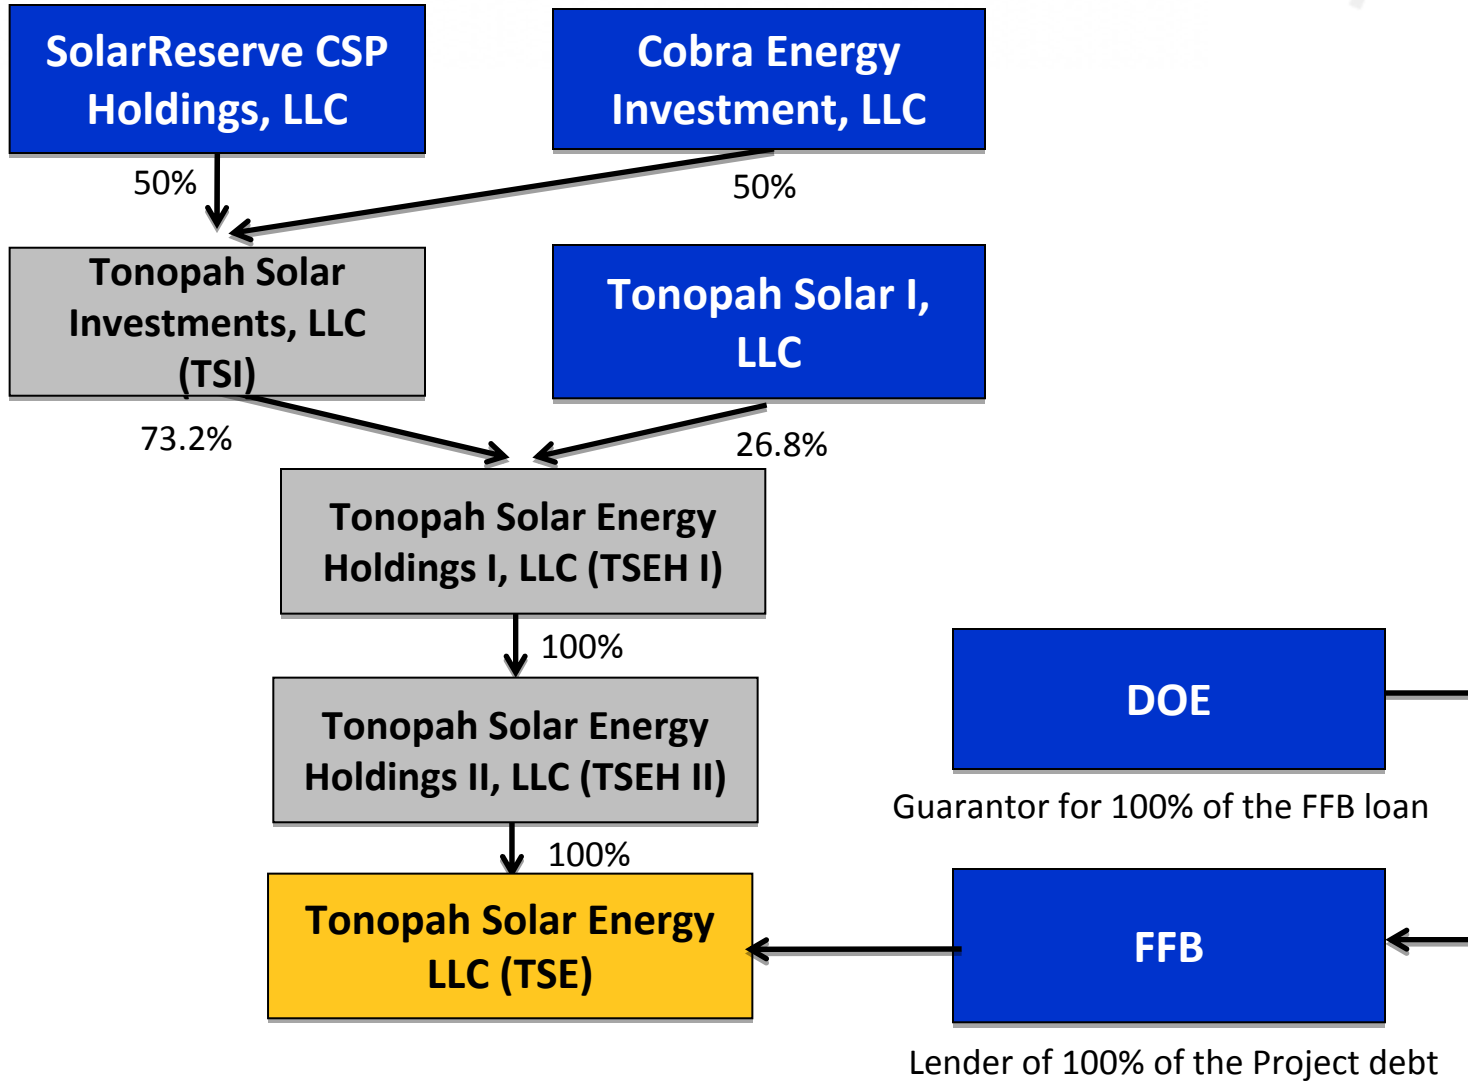 SolarReserve CSP
Holdings, LLC
Cobra Energy
Investment, LLC
50%
50%
Tonopah Solar
Investments, LLC
(TSI)
Tonopah Solar I,
LLC
73.2%
26.8%
Tonopah Solar Energy
Holdings I, LLC (TSEH I)
100%
Tonopah Solar Energy
Holdings II, LLC (TSEH II)
DOE
Guarantor for 100% of the FFB loan
100%
Tonopah Solar Energy
LLC (TSE)
FFB
Lender of 100% of the Project debt